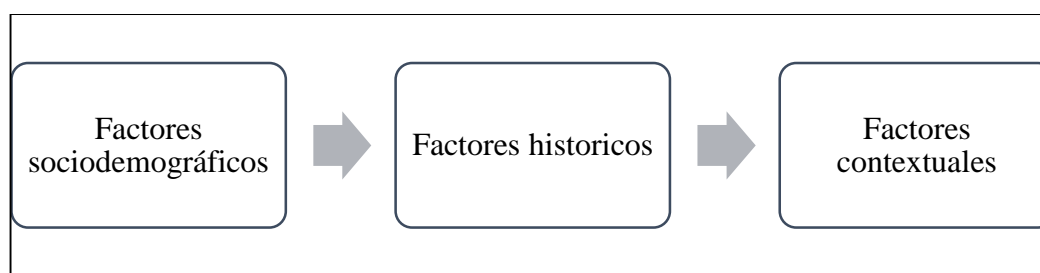 Factores
sociodemográficos
Factores historicos
Factores
contextuales